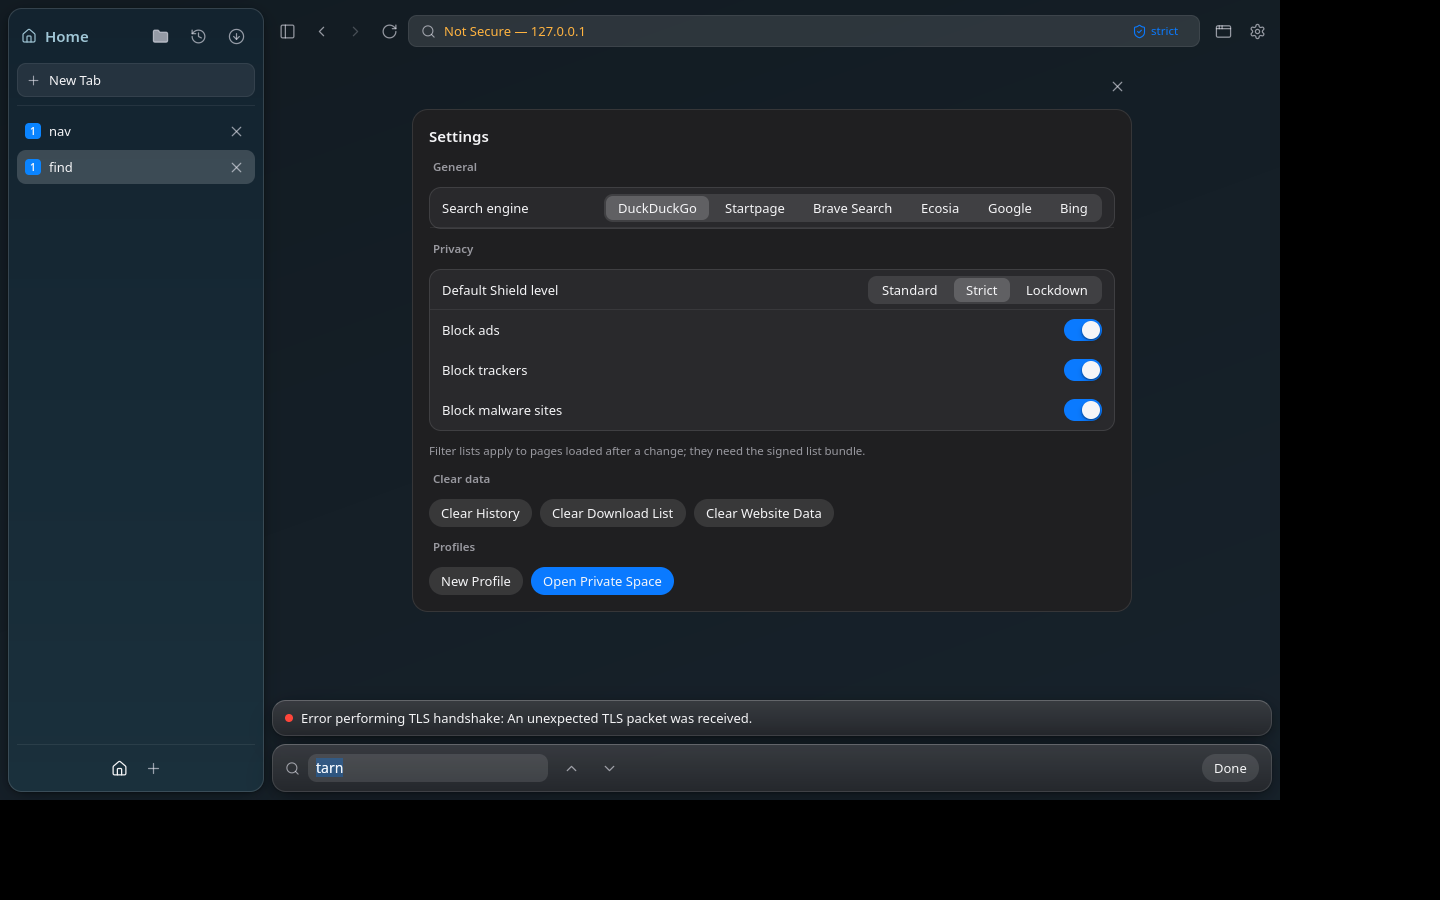 Home
New Tab
1 nav
1 find
Not Secure — 127.0.0.1
strict
Settings
General
Search engine DuckDuckGo Startpage Brave Search Ecosia Google Bing
Privacy
Default Shield level Standard Strict Lockdown
Block ads
Block trackers
Block malware sites
Filter lists apply to pages loaded after a change; they need the signed list bundle.
Clear data
Clear History Clear Download List Clear Website Data
Profiles
New Profile Open Private Space
Error performing TLS handshake: An unexpected TLS packet was received.
tarn Done